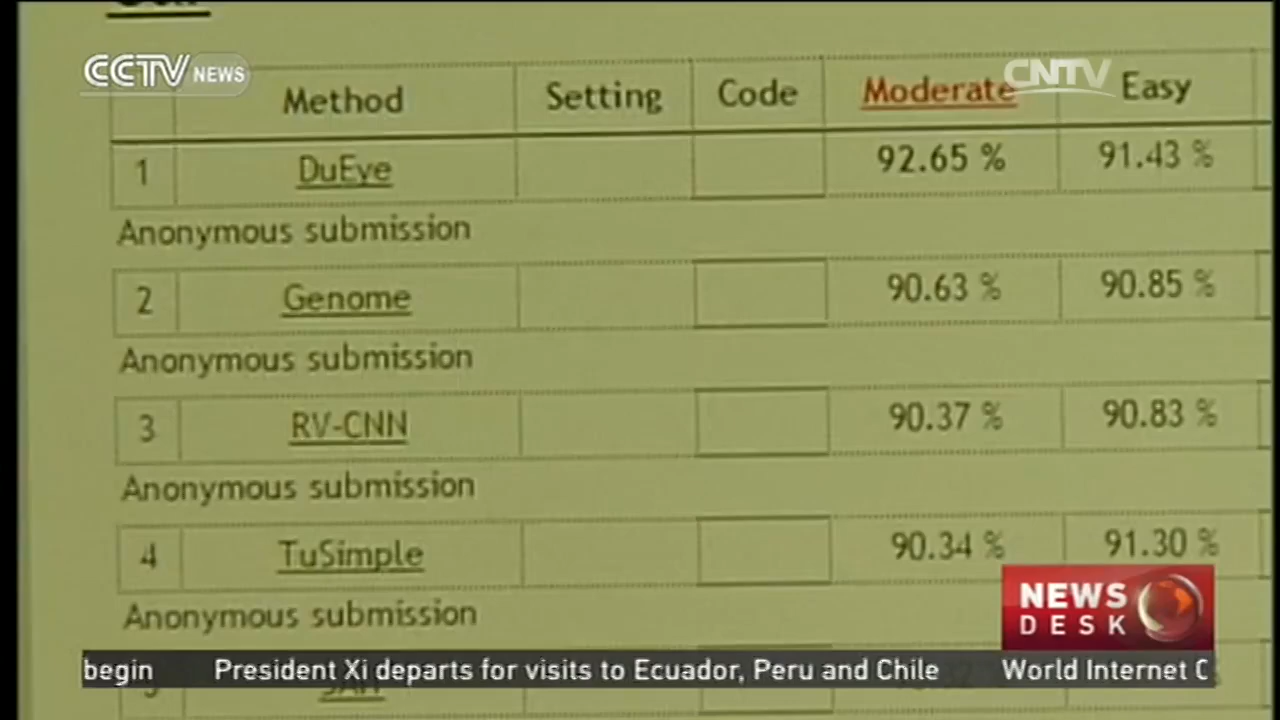 CCTV NEWS
CNTV
Method Setting Code Moderate Easy
1 DuEye 92.65 % 91.43 %
Anonymous submission
2 Genome 90.63 % 90.85 %
Anonymous submission
3 RV-CNN 90.37 % 90.83 %
Anonymous submission
4 TuSimple 90.34 % 91.30 %
Anonymous submission
NEWS
DESK
begin President Xi departs for visits to Ecuador, Peru and Chile World Internet C